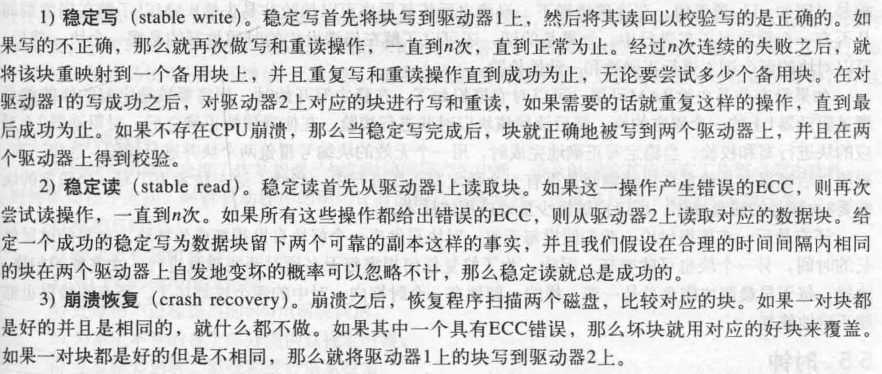 1) 稳定写（stable write）。稳定写首先将块写到驱动器1上，然后将其读回以校验写的是正确的。如
果写的不正确，那么就再次做写和重读操作，一直到n次，直到正常为止。经过n次连续的失败之后，就
将该块重映射到一个备用块上，并且重复写和重读操作直到成功为止，无论要尝试多少个备用块。在对
驱动器1的写成功之后，对驱动器2上对应的块进行写和重读，如果需要的话就重复这样的操作，直到最
后成功为止。如果不存在CPU崩溃，那么当稳定写完成后，块就正确地被写到两个驱动器上，并且在两
个驱动器上得到校验。
2) 稳定读（stable read）。稳定读首先从驱动器1上读取块。如果这一操作产生错误的ECC，则再次
尝试读操作，一直到n次。如果所有这些操作都给出错误的ECC，则从驱动器2上读取对应的数据块。给
定一个成功的稳定写为数据块留下两个可靠的副本这样的事实，并且我们假设在合理的时间间隔内相同
的块在两个驱动器上自发地变坏的概率可以忽略不计，那么稳定读就总是成功的。
3) 崩溃恢复（crash recovery）。崩溃之后，恢复程序扫描两个磁盘，比较对应的块。如果一对块都
是好的并且是相同的，就什么都不做。如果其中一个具有ECC错误，那么坏块就用对应的好块来覆盖。
如果一对块都是好的但是不相同，那么就将驱动器1上的块写到驱动器2上。